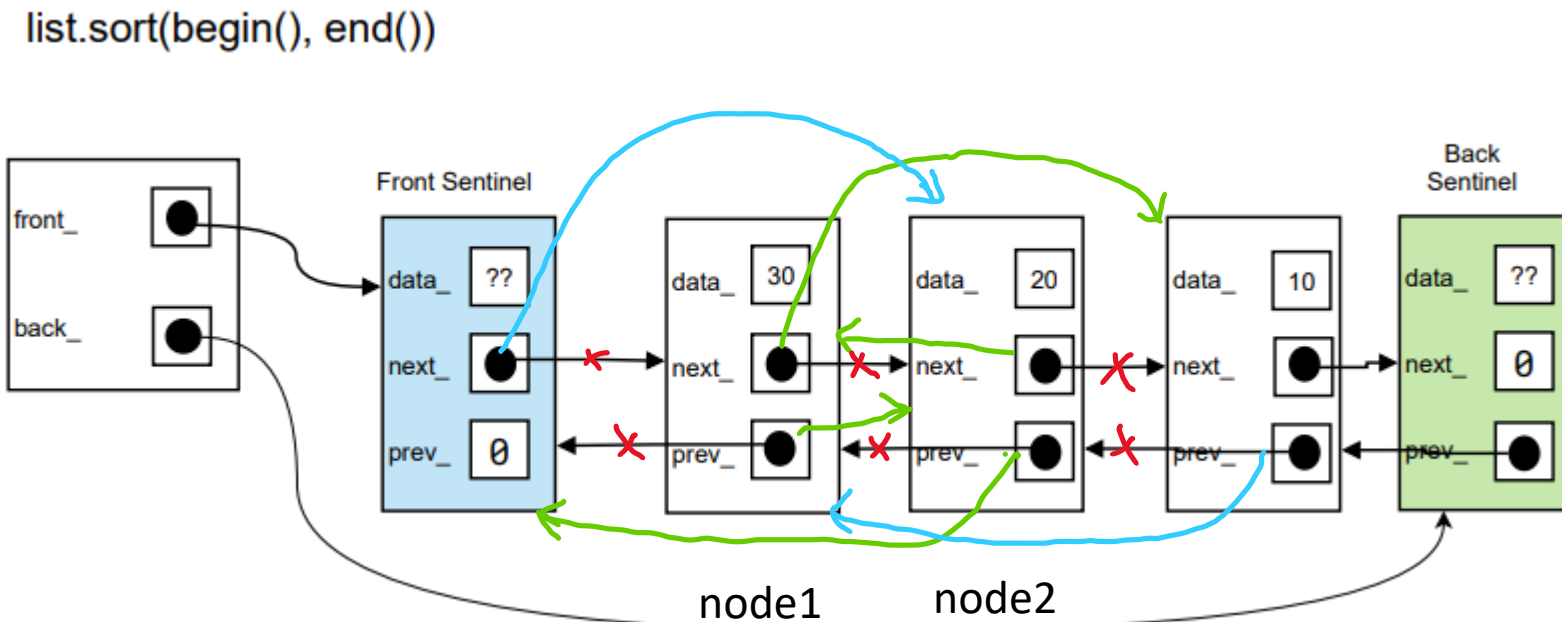 list.sort(begin(), end())
Front Sentinel
Back
Sentinel
front_
back_
data_ ??
next_
prev_ 0
data_ 30
next_
prev_
data_ 20
next_
prev_
data_ 10
next_
prev_
data_ ??
next_ 0
prev_
node1
node2